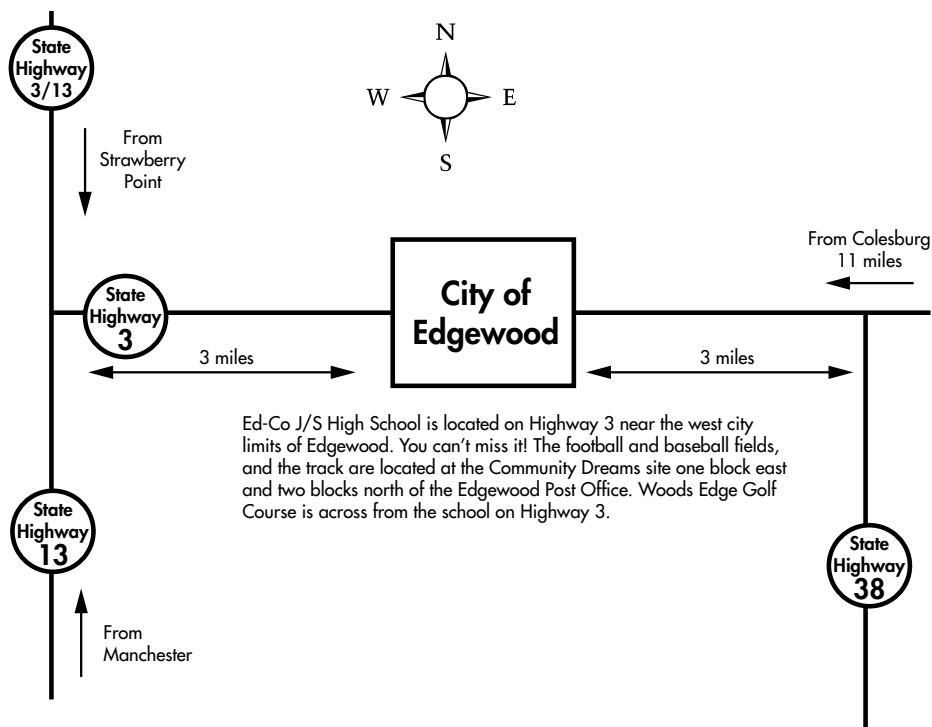 N
W
E
S
State
Highway
3/13
From
Strawberry
Point
From Colesburg
11 miles
State
Highway
3
City of
Edgewood
3 miles
3 miles
Ed-Co J/S High School is located on Highway 3 near the west city
limits of Edgewood. You can't miss it! The football and baseball fields,
and the track are located at the Community Dreams site one block east
and two blocks north of the Edgewood Post Office. Woods Edge Golf
Course is across from the school on Highway 3.
State
Highway
13
State
Highway
38
From
Manchester